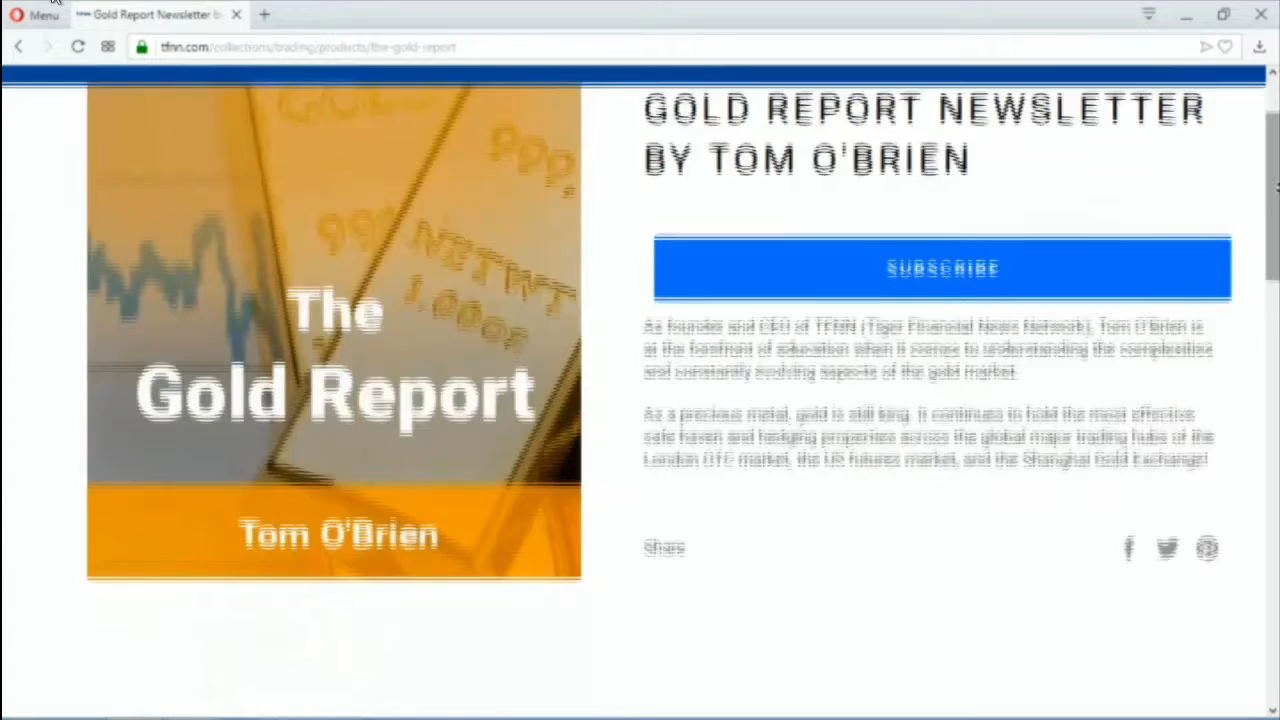 Menu
Gold Report Newsletter b
tfnn.com/collections/trading/products/the-gold-report
GOLD REPORT NEWSLETTER
BY TOM O'BRIEN
999.
999
NET WT
The
Gold Report
Tom O'Brien
SUBSCRIBE
As founder and CEO of TFNN (Tiger Financial News Network), Tom O'Brien is
at the forefront of education when it comes to understanding the complexities
and constantly evolving aspects of the gold market.
As a precious metal, gold is still king. It continues to hold the most effective
safe haven and hedging properties across the global major trading hubs of the
London OTC market, the US futures market, and the Shanghai Gold Exchange!
Share